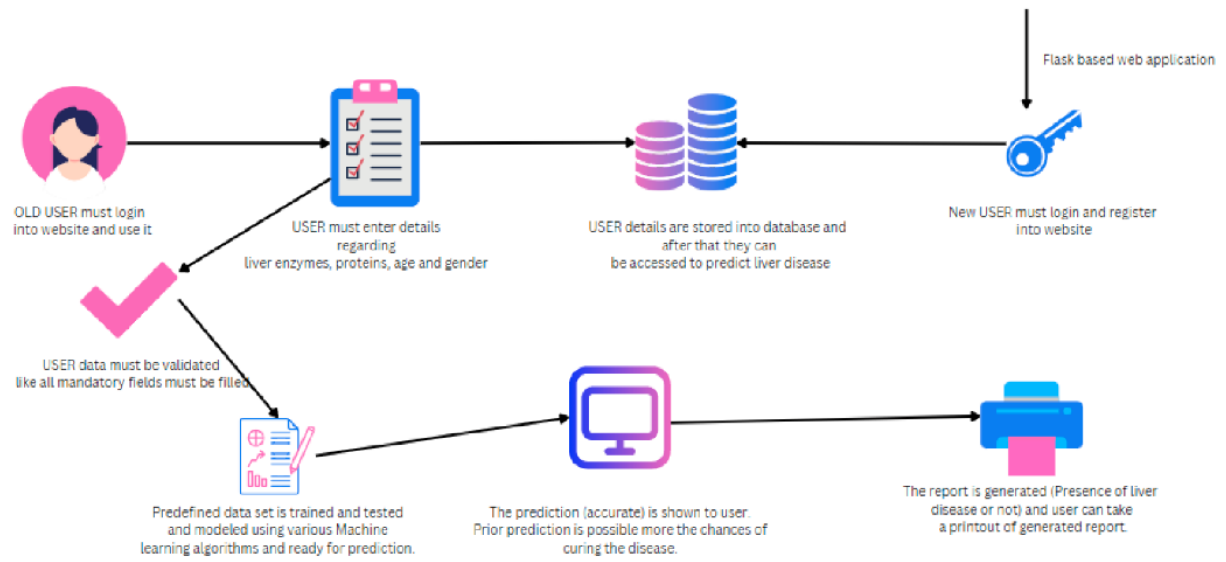 Flask based web application
OLD USER must login
into website and use it
USER must enter details
regarding
liver enzymes, proteins, age and gender
USER details are stored into database and
after that they can
be accessed to predict liver disease
New USER must login and register
into website
USER data must be validated
like all mandatory fields must be filled
Predefined data set is trained and tested
and modeled using various Machine
learning algorithms and ready for prediction.
The prediction (accurate) is shown to user.
Prior prediction is possible more the chances of
curing the disease.
The report is generated (Presence of liver
disease or not) and user can take
a printout of generated report.